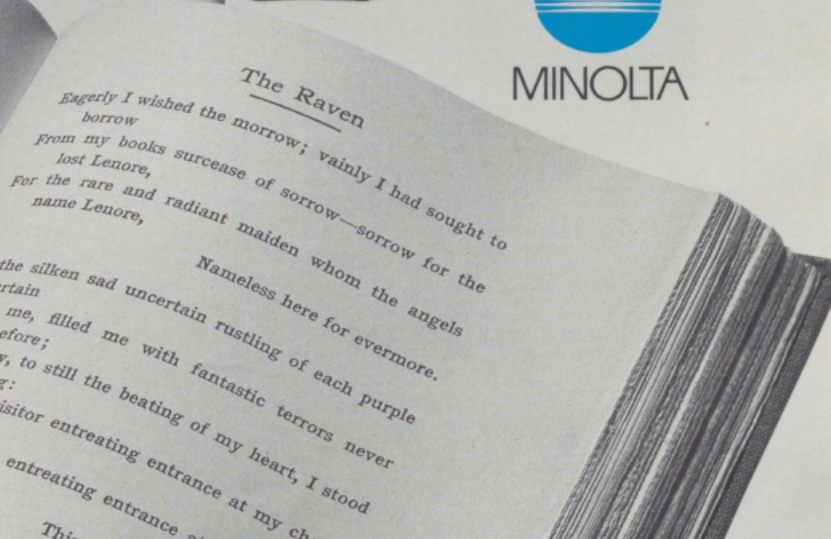 MINOLTA
The Raven
Eagerly I wished the morrow; vainly I had sought to
borrow
From my books surcease of sorrow—sorrow for the
lost Lenore,
For the rare and radiant maiden whom the angels
name Lenore,
Nameless here for evermore.
the silken sad uncertain rustling of each purple
rtain
me, filled me with fantastic terrors never
efore;
, to still the beating of my heart, I stood
g:
isitor entreating entrance at my ch
entreating entrance a
This